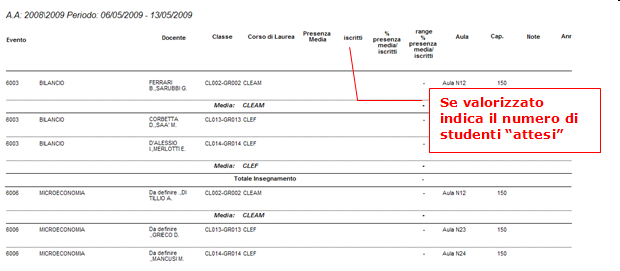 A.A: 2008\2009 Periodo: 06/05/2009 - 13/05/2009
Evento Docente Classe Corso di Laurea Presenza Media iscritti % presenza media/ iscritti range % presenza media/ iscritti Aula Cap. Note Anr
6003 BILANCIO FERRARI B.,SARUBBI G. CL002-GR002 CLEAM - Aula N12 150
Media: CLEAM -
6003 BILANCIO CORBETTA D.,SAA' M. CL013-GR013 CLEF -
6003 BILANCIO D'ALESSIO I.,MERLOTTI E. CL014-GR014 CLEF -
Media: CLEF -
Totale Insegnamento -
6006 MICROECONOMIA Da definire .,DI TILLIO A. CL002-GR002 CLEAM - Aula N12 150
Media: CLEAM -
6006 MICROECONOMIA Da definire .,GRECO D. CL013-GR013 CLEF - Aula N23 150
6006 MICROECONOMIA Da definire .,MANCUSI M. CL014-GR014 CLEF - Aula N24 150
Se valorizzato
indica il numero di
studenti “attesi”